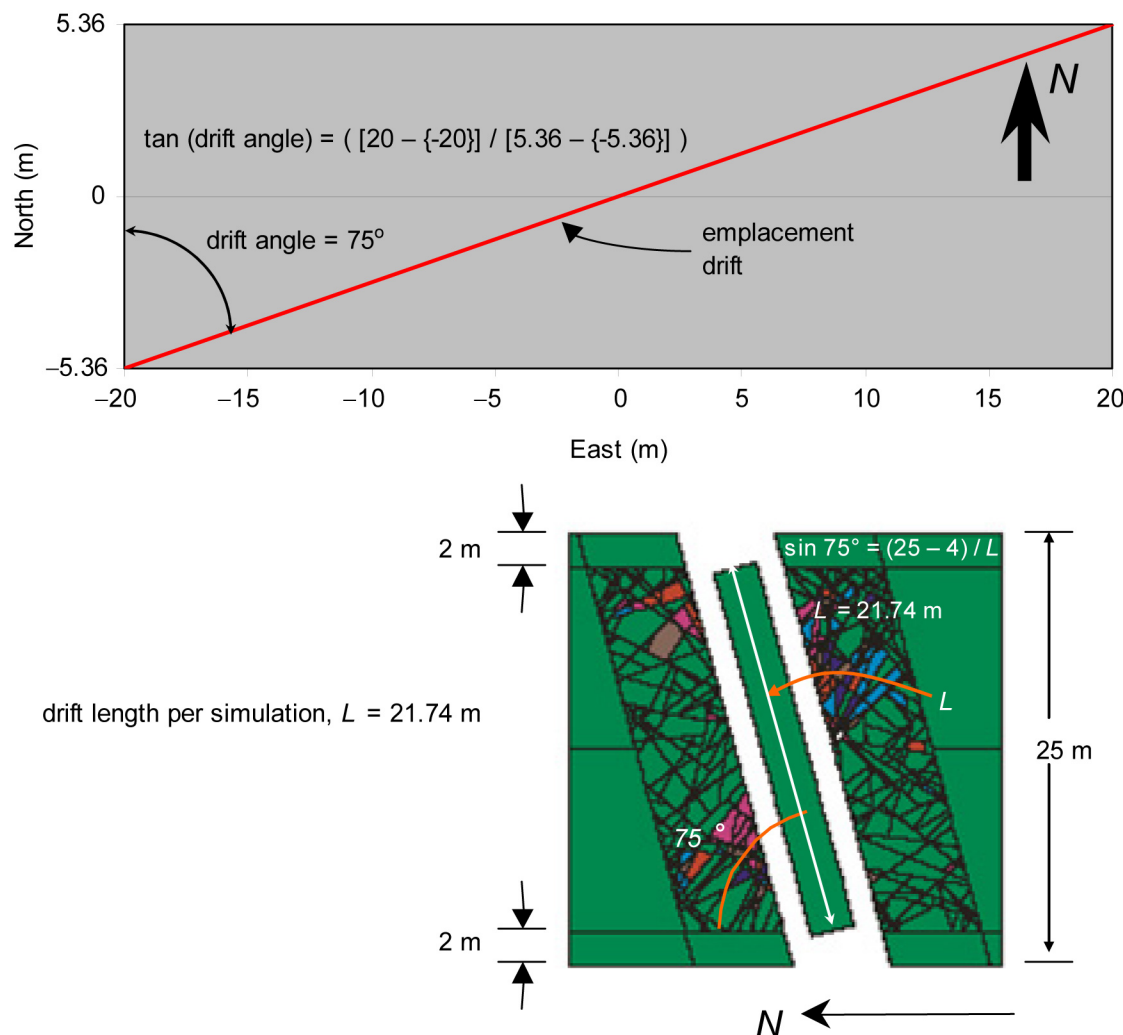 5.36
N
tan (drift angle) = ( [20 – {-20}] / [5.36 – {-5.36}] )
North (m)
0
drift angle = 75º
emplacement
drift
–5.36
–20
–15
–10
–5
0
5
10
15
20
East (m)
2 m
sin 75° = (25 – 4) / L
L = 21.74 m
drift length per simulation, L = 21.74 m
L
25 m
75 °
2 m
N